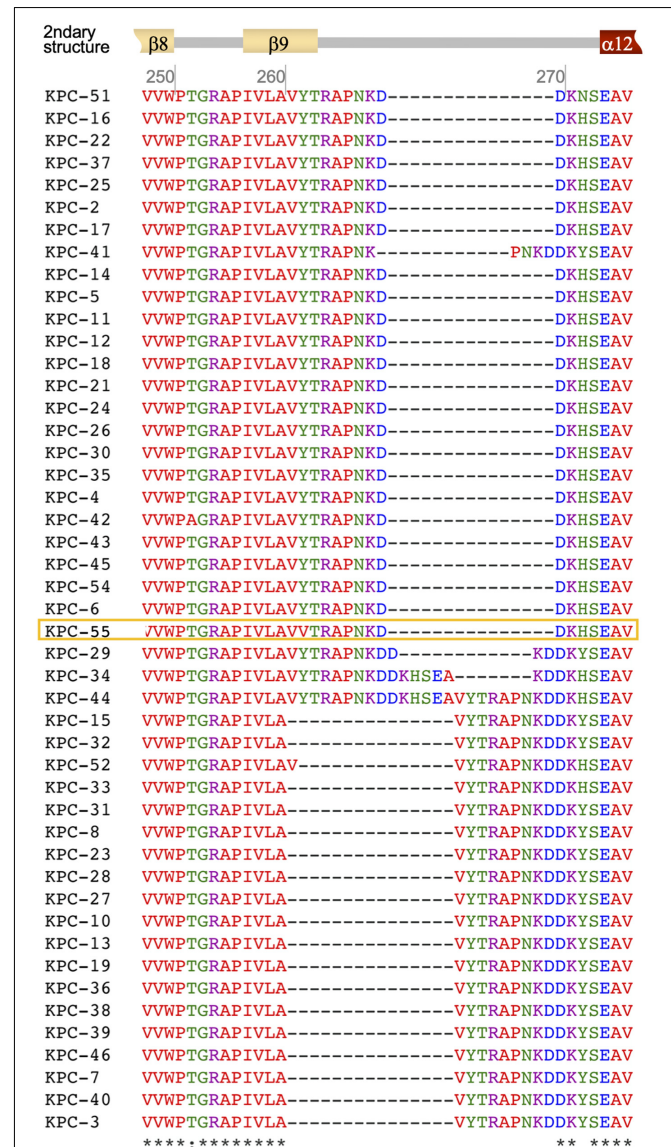 2ndary
structure
β8 β9 α12
250 260 270
KPC-51 VVWPTGRAPIVLAVYTRAPNKD---------------DKNSEAV
KPC-16 VVWPTGRAPIVLAVYTRAPNKD---------------DKHSEAV
KPC-22 VVWPTGRAPIVLAVYTRAPNKD---------------DKHSEAV
KPC-37 VVWPTGRAPIVLAVYTRAPNKD---------------DKHSEAV
KPC-25 VVWPTGRAPIVLAVYTRAPNKD---------------DKHSEAV
KPC-2 VVWPTGRAPIVLAVYTRAPNKD---------------DKHSEAV
KPC-17 VVWPTGRAPIVLAVYTRAPNKD---------------DKHSEAV
KPC-41 VVWPTGRAPIVLAVYTRAPNK------------PNKDDKYSEAV
KPC-14 VVWPTGRAPIVLAVYTRAPNKD---------------DKHSEAV
KPC-5 VVWPTGRAPIVLAVYTRAPNKD---------------DKHSEAV
KPC-11 VVWPTGRAPIVLAVYTRAPNKD---------------DKHSEAV
KPC-12 VVWPTGRAPIVLAVYTRAPNKD---------------DKHSEAV
KPC-18 VVWPTGRAPIVLAVYTRAPNKD---------------DKHSEAV
KPC-21 VVWPTGRAPIVLAVYTRAPNKD---------------DKHSEAV
KPC-24 VVWPTGRAPIVLAVYTRAPNKD---------------DKHSEAV
KPC-26 VVWPTGRAPIVLAVYTRAPNKD---------------DKHSEAV
KPC-30 VVWPTGRAPIVLAVYTRAPNKD---------------DKHSEAV
KPC-35 VVWPTGRAPIVLAVYTRAPNKD---------------DKHSEAV
KPC-4 VVWPTGRAPIVLAVYTRAPNKD---------------DKHSEAV
KPC-42 VVWPAGRAPIVLAVYTRAPNKD---------------DKHSEAV
KPC-43 VVWPTGRAPIVLAVYTRAPNKD---------------DKHSEAV
KPC-45 VVWPTGRAPIVLAVYTRAPNKD---------------DKHSEAV
KPC-54 VVWPTGRAPIVLAVYTRAPNKD---------------DKHSEAV
KPC-6 VVWPTGRAPIVLAVYTRAPNKD---------------DKHSEAV
KPC-55 VVWPTGRAPIVLAVVTRAPNKD---------------DKHSEAV
KPC-29 VVWPTGRAPIVLAVYTRAPNKDD------------KDDKYSEAV
KPC-34 VVWPTGRAPIVLAVYTRAPNKDDKHSEA-------KDDKHSEAV
KPC-44 VVWPTGRAPIVLAVYTRAPNKDDKHSEAVYTRAPNKDDKYSEAV
KPC-15 VVWPTGRAPIVLA---------------VYTRAPNKDDKYSEAV
KPC-32 VVWPTGRAPIVLA---------------VYTRAPNKDDKYSEAV
KPC-52 VVWPTGRAPIVLAV--------------VYTRAPNKDDKHSEAV
KPC-33 VVWPTGRAPIVLA---------------VYTRAPNKDDKHSEAV
KPC-31 VVWPTGRAPIVLA---------------VYTRAPNKDDKYSEAV
KPC-8 VVWPTGRAPIVLA---------------VYTRAPNKDDKYSEAV
KPC-23 VVWPTGRAPIVLA---------------VYTRAPNKDDKYSEAV
KPC-28 VVWPTGRAPIVLA---------------VYTRAPNKDDKYSEAV
KPC-27 VVWPTGRAPIVLA---------------VYTRAPNKDDKYSEAV
KPC-10 VVWPTGRAPIVLA---------------VYTRAPNKDDKYSEAV
KPC-13 VVWPTGRAPIVLA---------------VYTRAPNKDDKYSEAV
KPC-19 VVWPTGRAPIVLA---------------VYTRAPNKDDKYSEAV
KPC-36 VVWPTGRAPIVLA---------------VYTRAPNKDDKYSEAV
KPC-38 VVWPTGRAPIVLA---------------VYTRAPNKDDKYSEAV
KPC-39 VVWPTGRAPIVLA---------------VYTRAPNKDDKYSEAV
KPC-46 VVWPTGRAPIVLA---------------VYTRAPNKDDKYSEAV
KPC-7 VVWPTGRAPIVLA---------------VYTRAPNKDDKYSEAV
KPC-40 VVWPTGRAPIVLA---------------VYTRAPNKDDKYSEAV
KPC-3 VVWPTGRAPIVLA---------------VYTRAPNKDDKYSEAV
****:******** ** ****